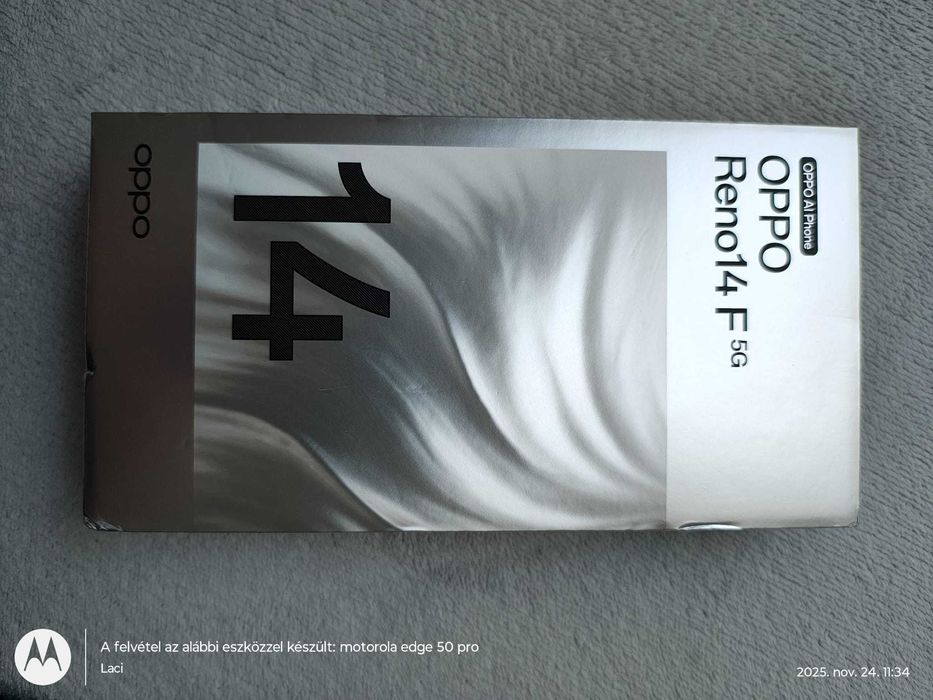 OPPO AI Phone
OPPO
Reno14 F 5G
14
oppo
A felvétel az alábbi eszközzel készült: motorola edge 50 pro
Laci
2025. nov. 24. 11:34